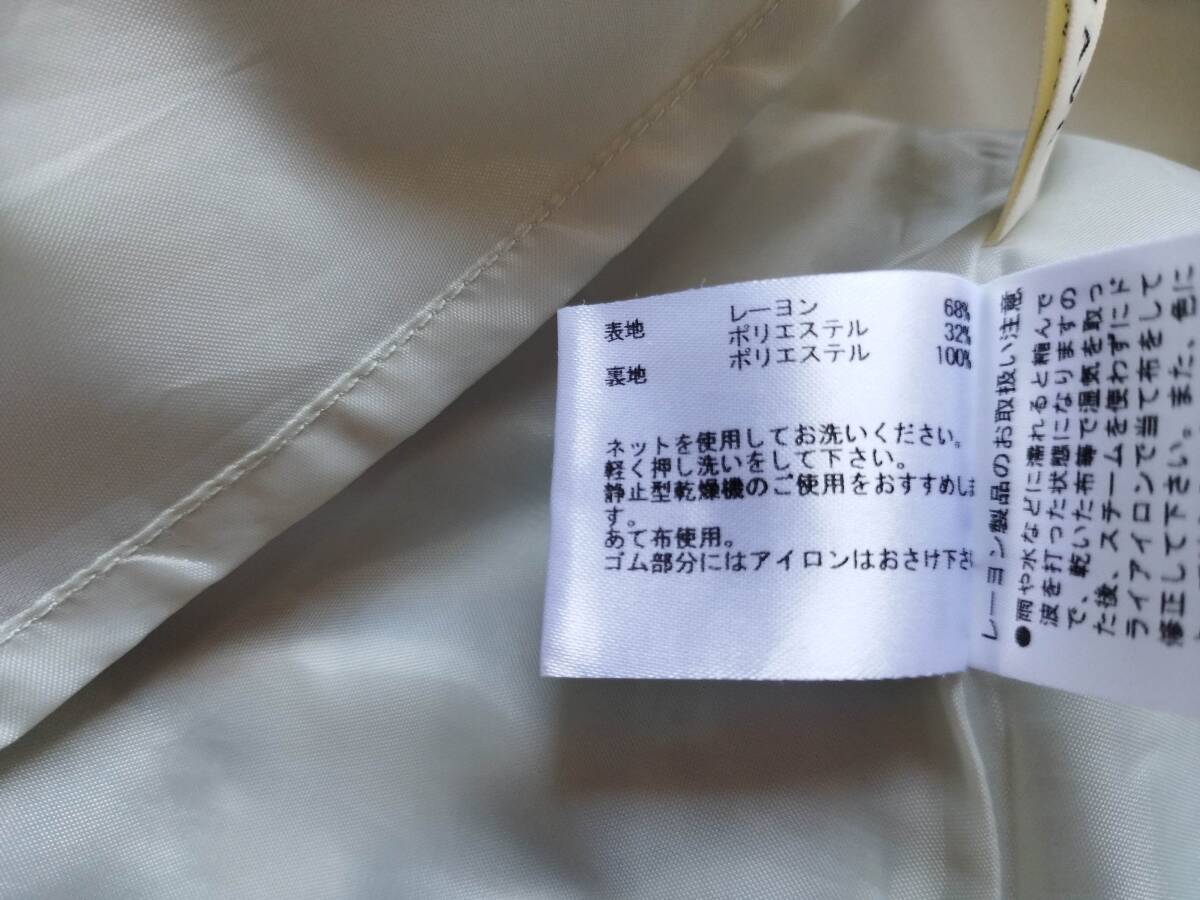 表地 レーヨン 68%
ポリエステル 32%
裏地 ポリエステル 100%
ネットを使用してお洗いください。
軽く押し洗いをして下さい。
静止型乾燥機のご使用をおすすめしま
す。
あて布使用。
ゴム部分にはアイロンはおさけ下さい
レーヨン製品のお取扱い注意
●雨や水などに濡れると縮んで
波を打った状態になりますの
で、乾いた布等で湿気を取っ
た後、スチームを使わずにド
ライアイロンで当て布をして
修正して下さい。また、色に